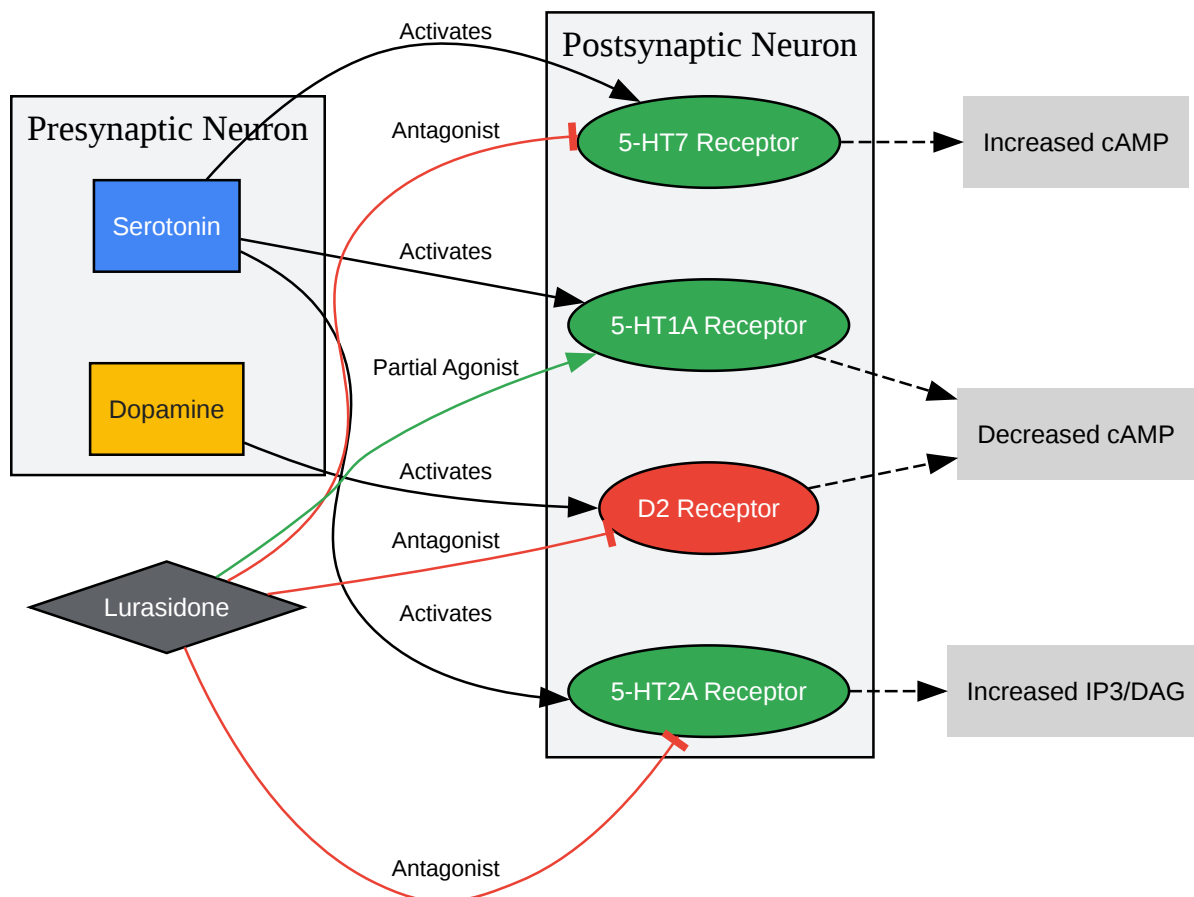 Activates
Postsynaptic Neuron
Presynaptic Neuron
Antagonist
5-HT7 Receptor
Increased cAMP
Serotonin
Activates
5-HT1A Receptor
Partial Agonist
Dopamine
Decreased cAMP
Activates
D2 Receptor
Antagonist
Lurasidone
Activates
5-HT2A Receptor
Increased IP3/DAG
Antagonist